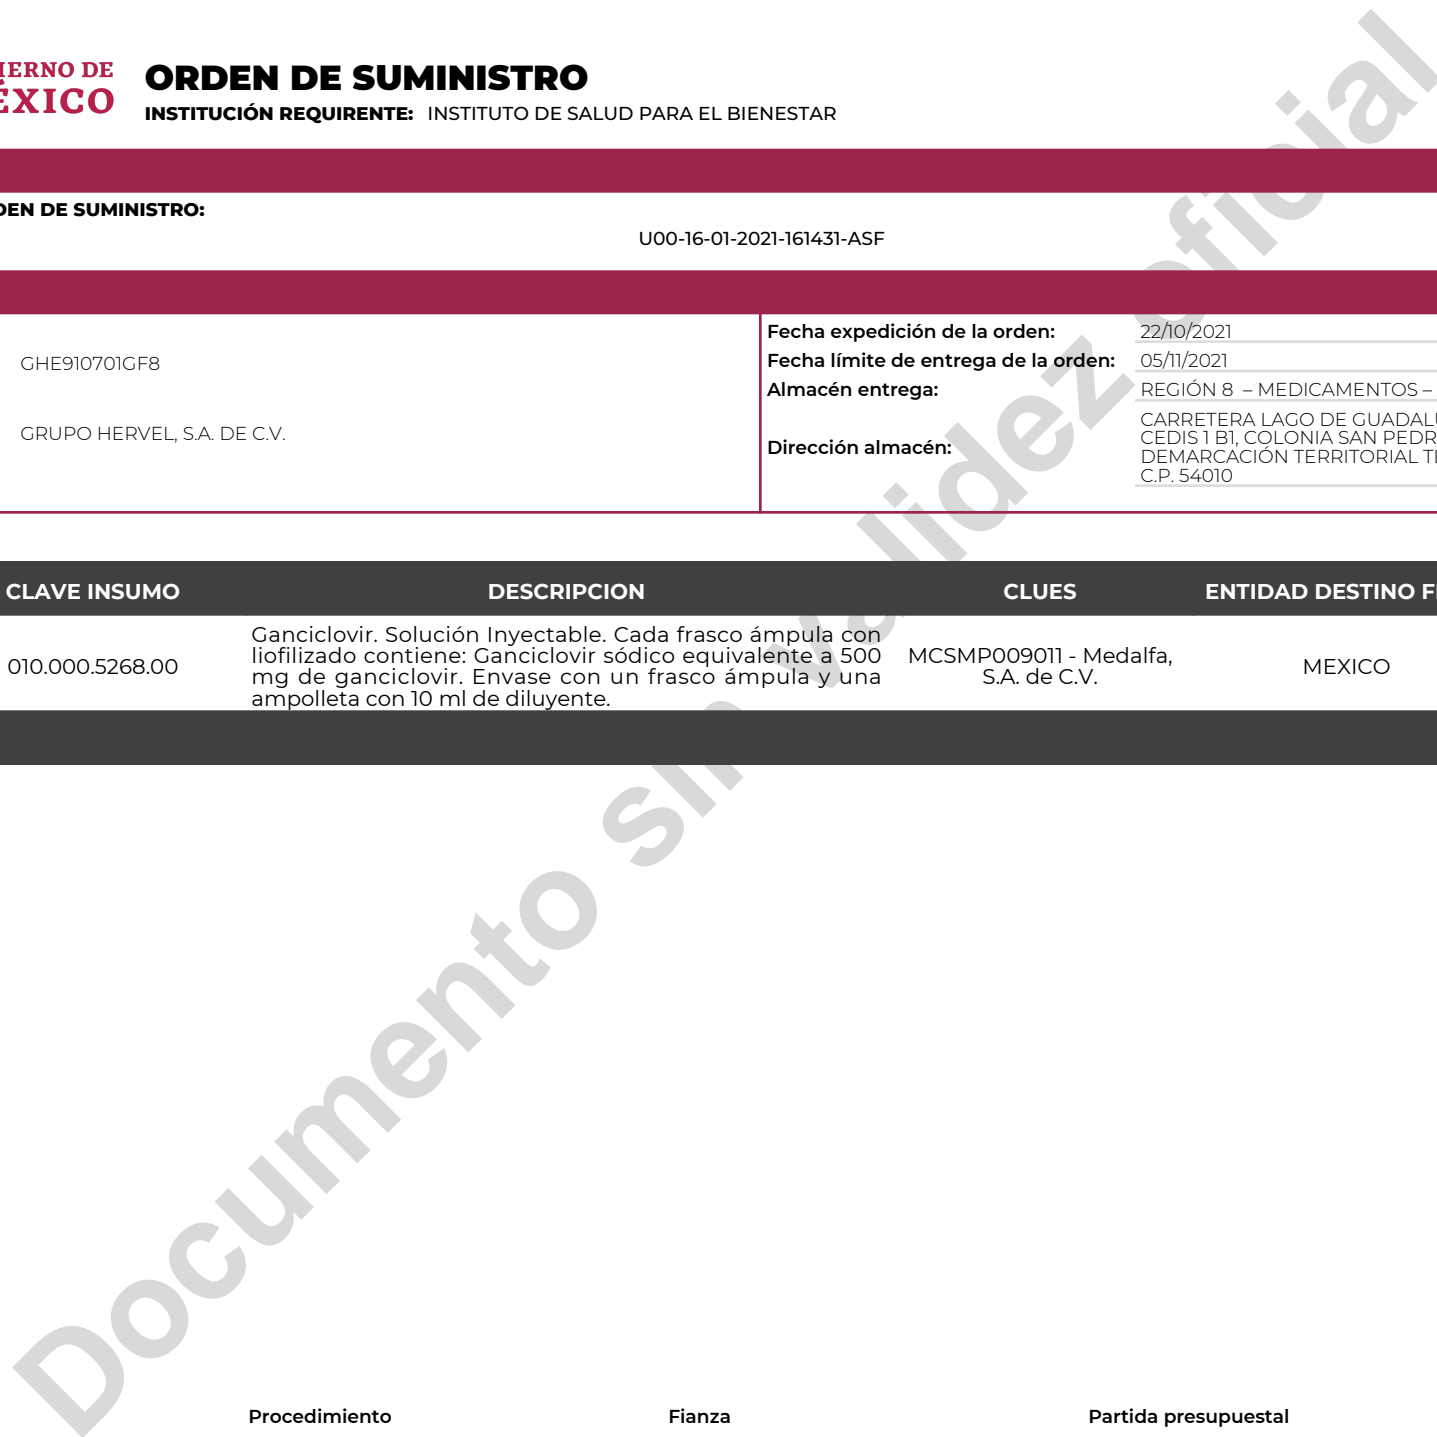 IERNO DE
ÉXICO
ORDEN DE SUMINISTRO
INSTITUCIÓN REQUIRENTE: INSTITUTO DE SALUD PARA EL BIENESTAR
DEN DE SUMINISTRO:
U00-16-01-2021-161431-ASF
GHE910701GF8
GRUPO HERVEL, S.A. DE C.V.
Fecha expedición de la orden: 22/10/2021
Fecha límite de entrega de la orden: 05/11/2021
Almacén entrega: REGIÓN 8 – MEDICAMENTOS –
Dirección almacén:
CARRETERA LAGO DE GUADALU
CEDIS 1 B1, COLONIA SAN PEDR
DEMARCACIÓN TERRITORIAL TL
C.P. 54010
CLAVE INSUMO DESCRIPCION CLUES ENTIDAD DESTINO FI
010.000.5268.00
Ganciclovir. Solución Inyectable. Cada frasco ámpula con
liofilizado contiene: Ganciclovir sódico equivalente a 500
mg de ganciclovir. Envase con un frasco ámpula y una
ampolleta con 10 ml de diluyente.
MCSMP009011 - Medalfa,
S.A. de C.V.
MEXICO
Documento sin validez oficial
Procedimiento Fianza Partida presupuestal